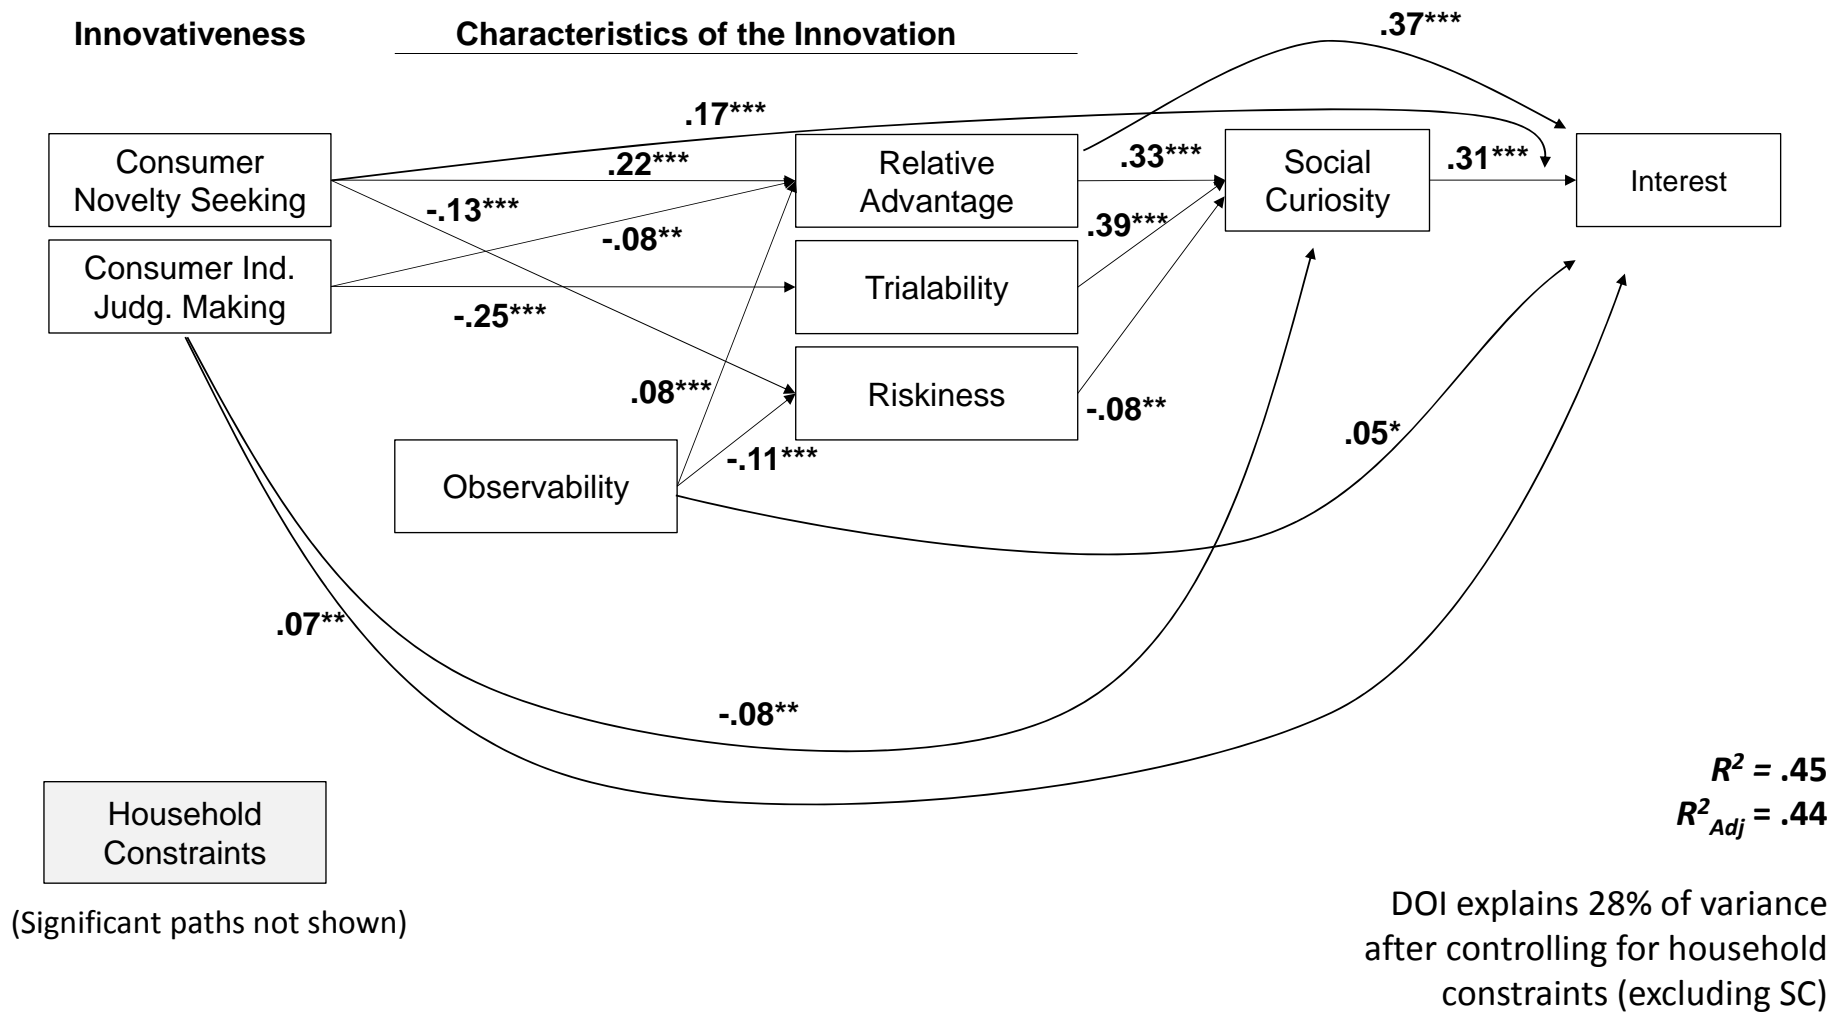 Innovativeness
Characteristics of the Innovation
.37***
.17***
Consumer
Novelty Seeking
.22***
Relative
Advantage
.33***
Social
Curiosity
.31***
Interest
-.13***
-.08**
.39***
Consumer Ind.
Judg. Making
-.25***
Trialability
.08***
Riskiness
-.08**
.05*
-.11***
Observability
.07**
-.08**
Household
Constraints
(Significant paths not shown)
R² = .45
R²Adj = .44
DOI explains 28% of variance
after controlling for household
constraints (excluding SC)